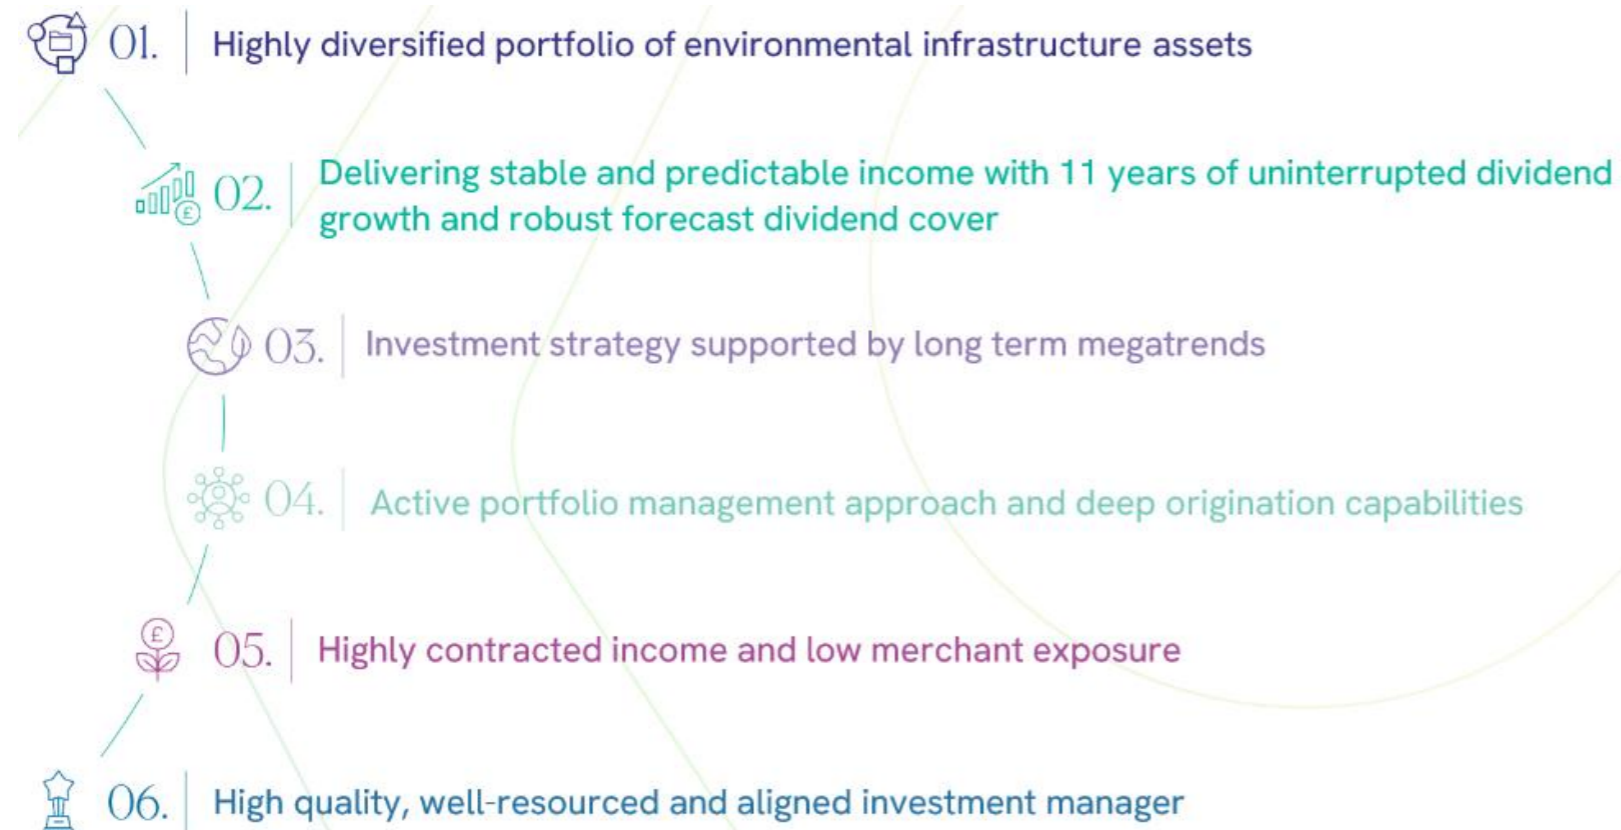 01. Highly diversified portfolio of environmental infrastructure assets
02. Delivering stable and predictable income with 11 years of uninterrupted dividend
growth and robust forecast dividend cover
03. Investment strategy supported by long term megatrends
04. Active portfolio management approach and deep origination capabilities
£
05. Highly contracted income and low merchant exposure
06. High quality, well-resourced and aligned investment manager